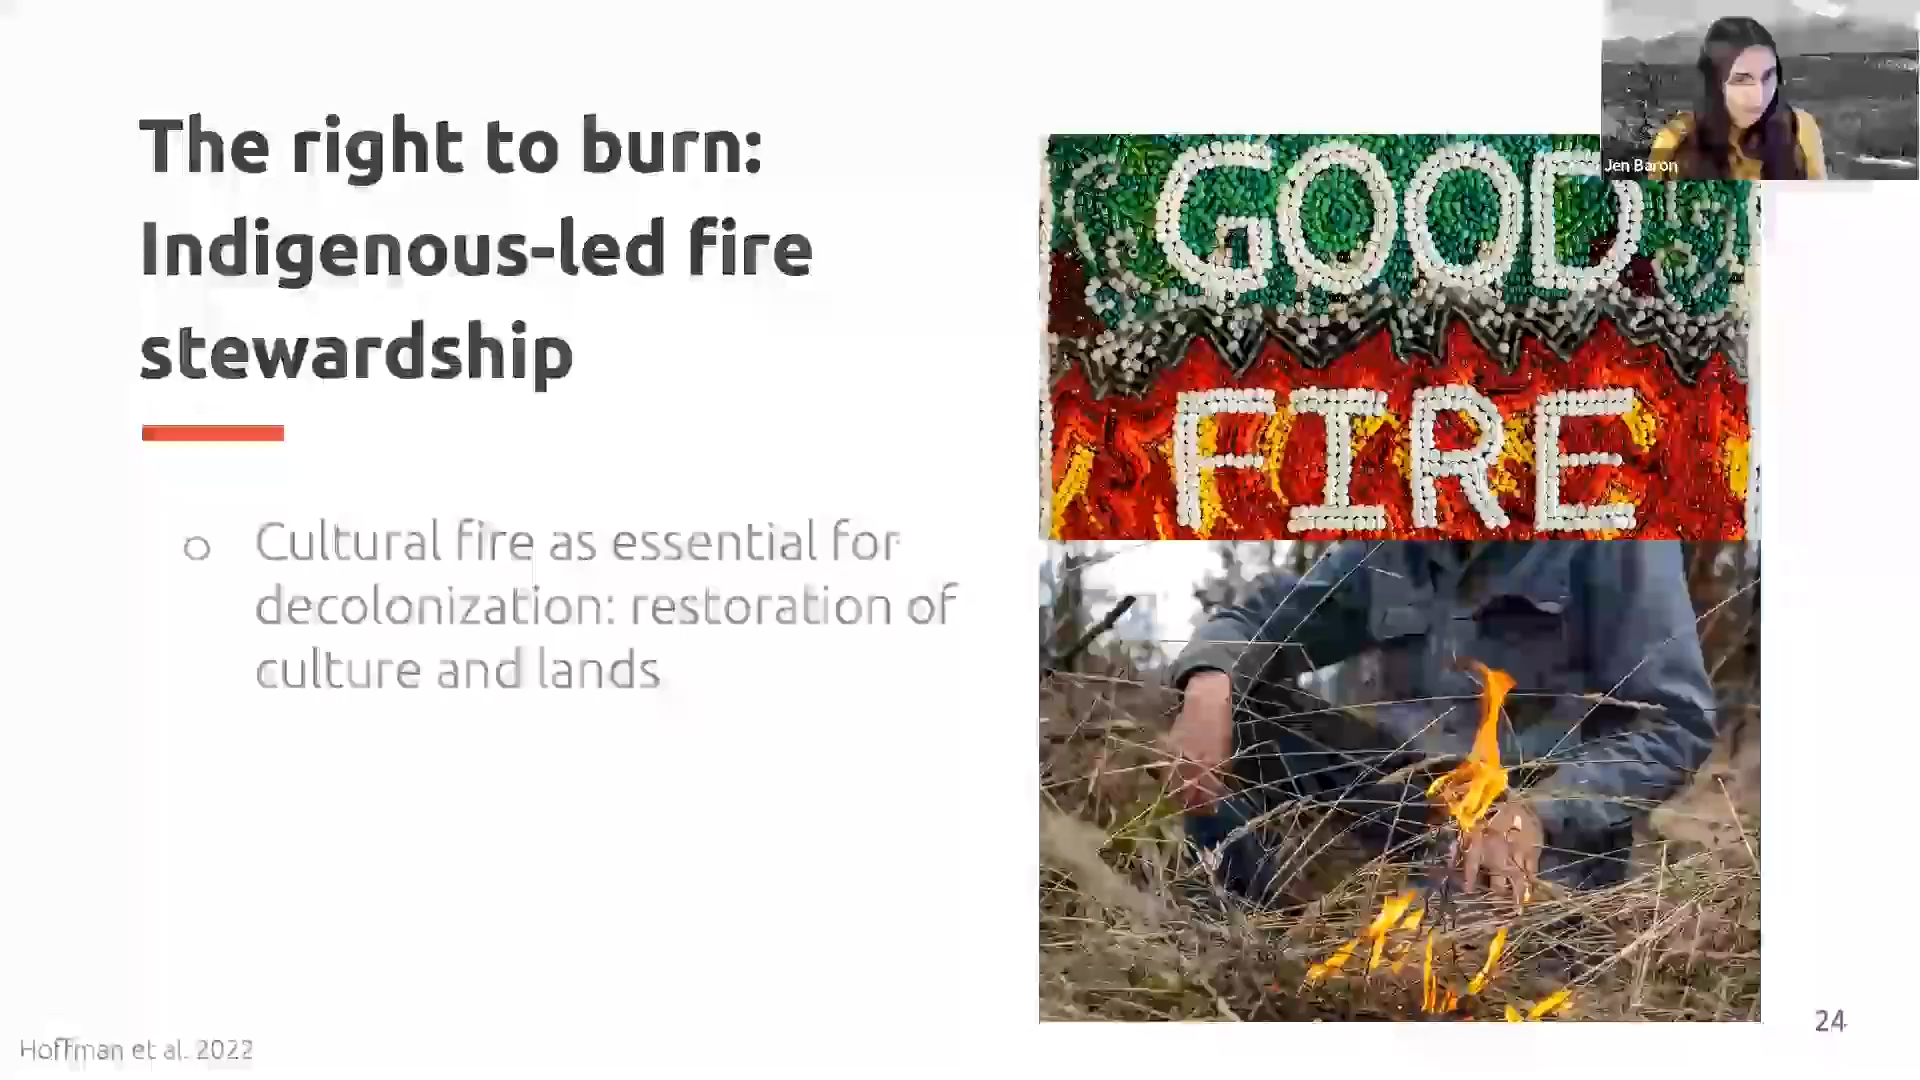 The right to burn:
Indigenous-led fire
stewardship
Cultural fire as essential for
decolonization: restoration of
culture and lands
GOOD
FIRE
Jen Baron
Hoffman et al. 2022
24